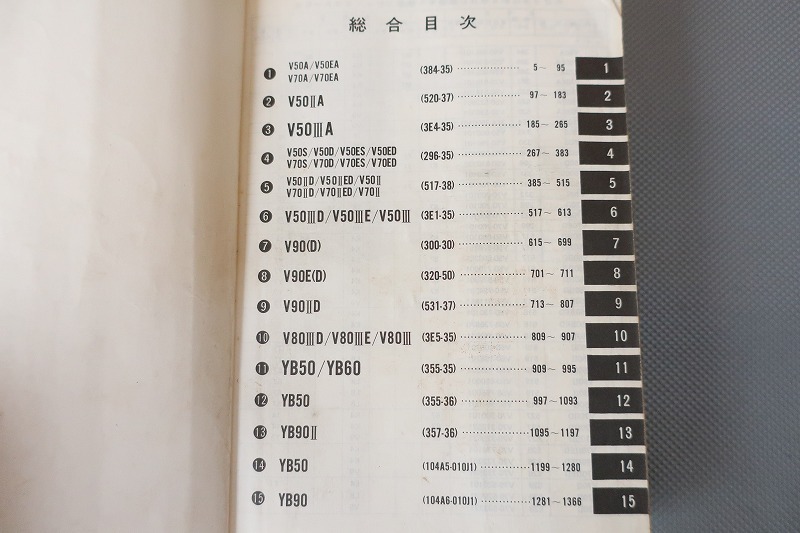 総合目次
❶ V50A/V50EA
V70A/V70EA (384-35) ………………… 5~ 95 1
❷ V50ⅡA (520-37) ………………… 97~ 183 2
❸ V50ⅢA (3E4-35) ………………… 185~ 265 3
❹ V50S/V50D/V50ES/V50ED
V70S/V70D/V70ES/V70ED (296-35) ………………… 267~ 383 4
❺ V50ⅡD/V50ⅡED/V50Ⅱ
V70ⅡD/V70ⅡED/V70Ⅱ (517-38) ………………… 385~ 515 5
❻ V50ⅢD/V50ⅢE/V50Ⅲ (3E1-35) ………………… 517~ 613 6
❼ V90(D) (300-30) ………………… 615~ 699 7
❽ V90E(D) (320-50) ………………… 701~ 711 8
❾ V90ⅡD (531-37) ………………… 713~ 807 9
❿ V80ⅢD/V80ⅢE/V80Ⅲ (3E5-35) ………………… 809~ 907 10
⓫ YB50/YB60 (355-35) ………………… 909~ 995 11
⓬ YB50 (355-36) ………………… 997~1093 12
⓭ YB90Ⅱ (357-36) ………………… 1095~1197 13
⓮ YB50 (104A5-010J1) …………… 1199~1280 14
⓯ YB90 (104A6-010J1) …………… 1281~1366 15